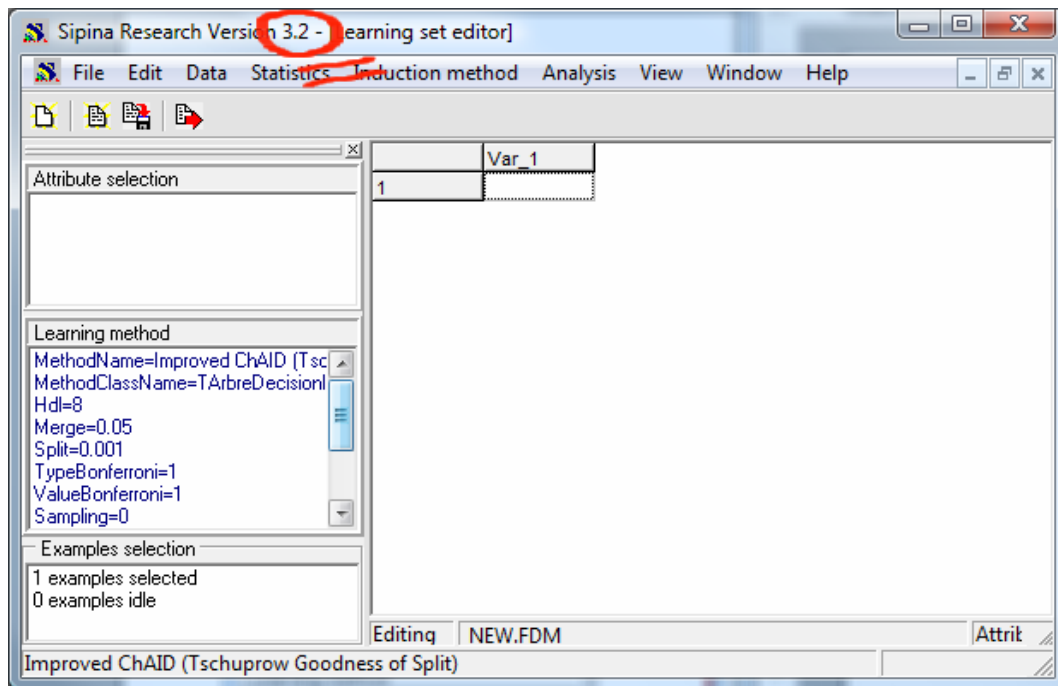 Sipina Research Version 3.2 - [Learning set editor]
File Edit Data Statistics Induction method Analysis View Window Help
Attribute selection
Var_1
1
Learning method
MethodName=Improved ChAID (Tsc
MethodClassName=TArbreDecisionI
Hdl=8
Merge=0.05
Split=0.001
TypeBonferroni=1
ValueBonferroni=1
Sampling=0
Examples selection
1 examples selected
0 examples idle
Editing NEW.FDM Attrit
Improved ChAID (Tschuprow Goodness of Split)